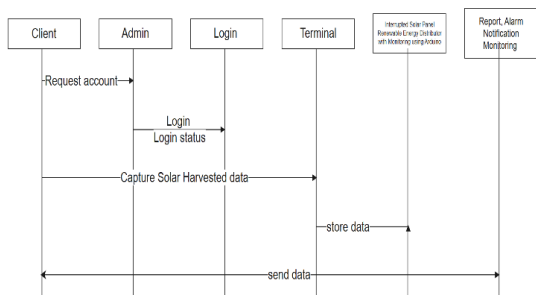 Client
Admin
Login
Terminal
Interrupted Solar Panel
Renewable Energy Distributor
with Monitoring using Arduino
Report, Alarm
Notification
Monitoring
Request account
Login
Login status
Capture Solar Harvested data
store data
send data